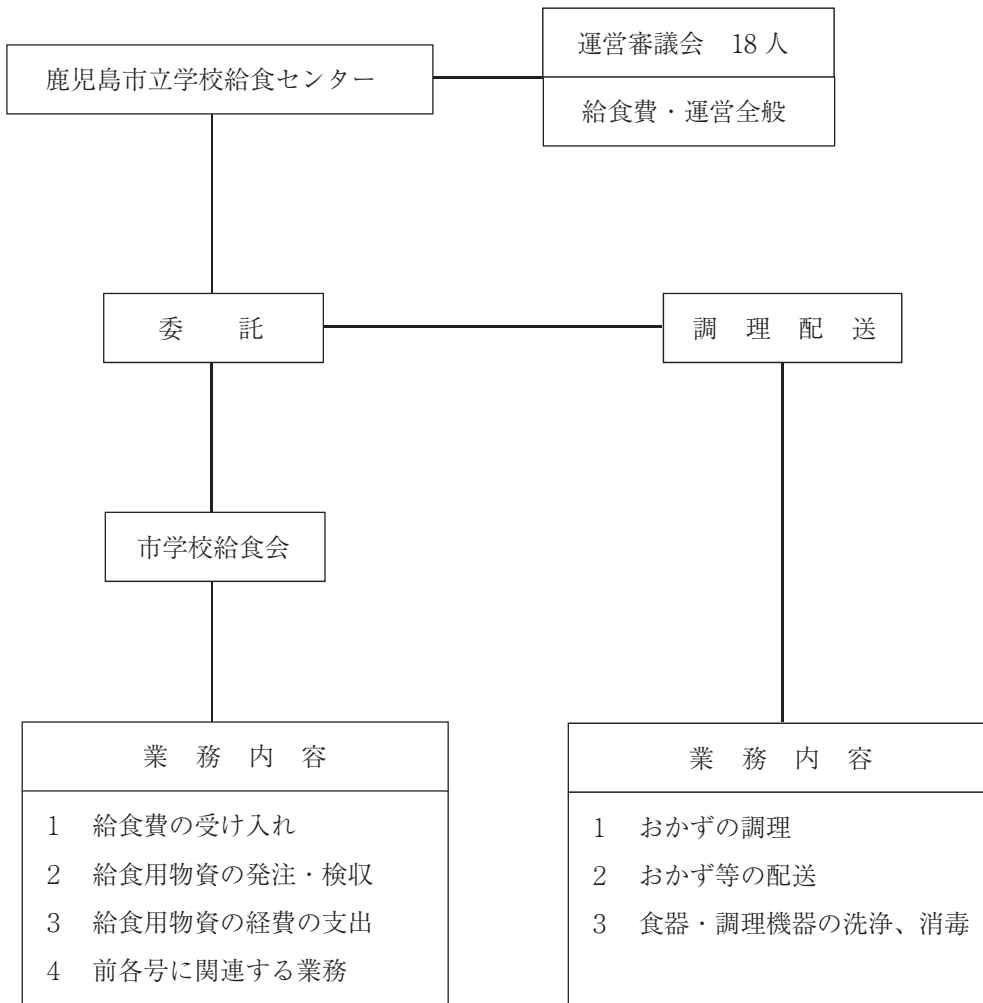 運営審議会 18人
鹿児島市立学校給食センター
給食費・運営全般
委託
調理配送
市学校給食会
業務内容
1 給食費の受け入れ
2 給食用物資の発注・検収
3 給食用物資の経費の支出
4 前各号に関連する業務
業務内容
1 おかずの調理
2 おかず等の配送
3 食器・調理機器の洗浄、消毒